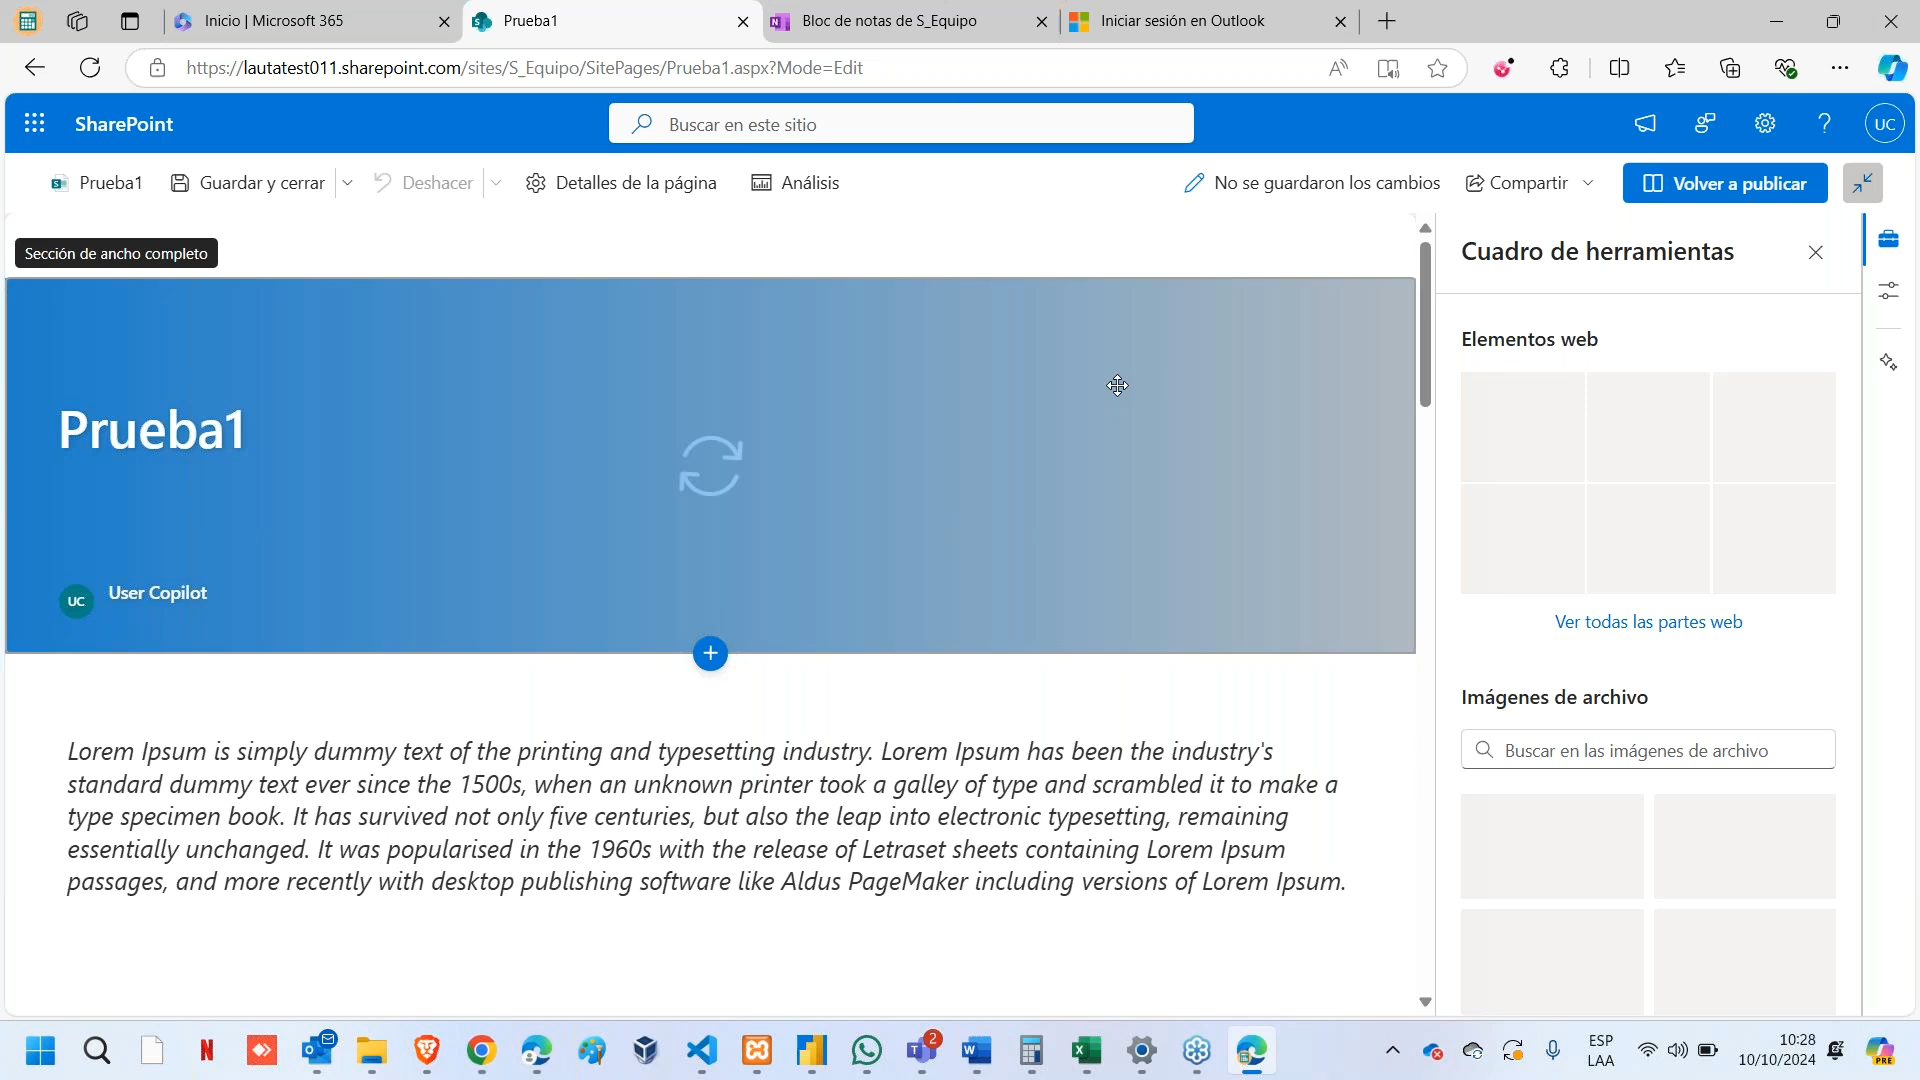 Inicio | Microsoft 365
Prueba1
Bloc de notas de S_Equipo
Iniciar sesión en Outlook
https://lautatest011.sharepoint.com/sites/S_Equipo/SitePages/Prueba1.aspx?Mode=Edit
SharePoint
Buscar en este sitio
UC
Prueba1
Guardar y cerrar
Deshacer
Detalles de la página
Análisis
No se guardaron los cambios
Compartir
Volver a publicar
Sección de ancho completo
Cuadro de herramientas
Elementos web
Prueba1
UC
User Copilot
Ver todas las partes web
Imágenes de archivo
Buscar en las imágenes de archivo
Lorem Ipsum is simply dummy text of the printing and typesetting industry. Lorem Ipsum has been the industry's
standard dummy text ever since the 1500s, when an unknown printer took a galley of type and scrambled it to make a
type specimen book. It has survived not only five centuries, but also the leap into electronic typesetting, remaining
essentially unchanged. It was popularised in the 1960s with the release of Letraset sheets containing Lorem Ipsum
passages, and more recently with desktop publishing software like Aldus PageMaker including versions of Lorem Ipsum.
2
ESP
LAA
10:28
10/10/2024
PRE